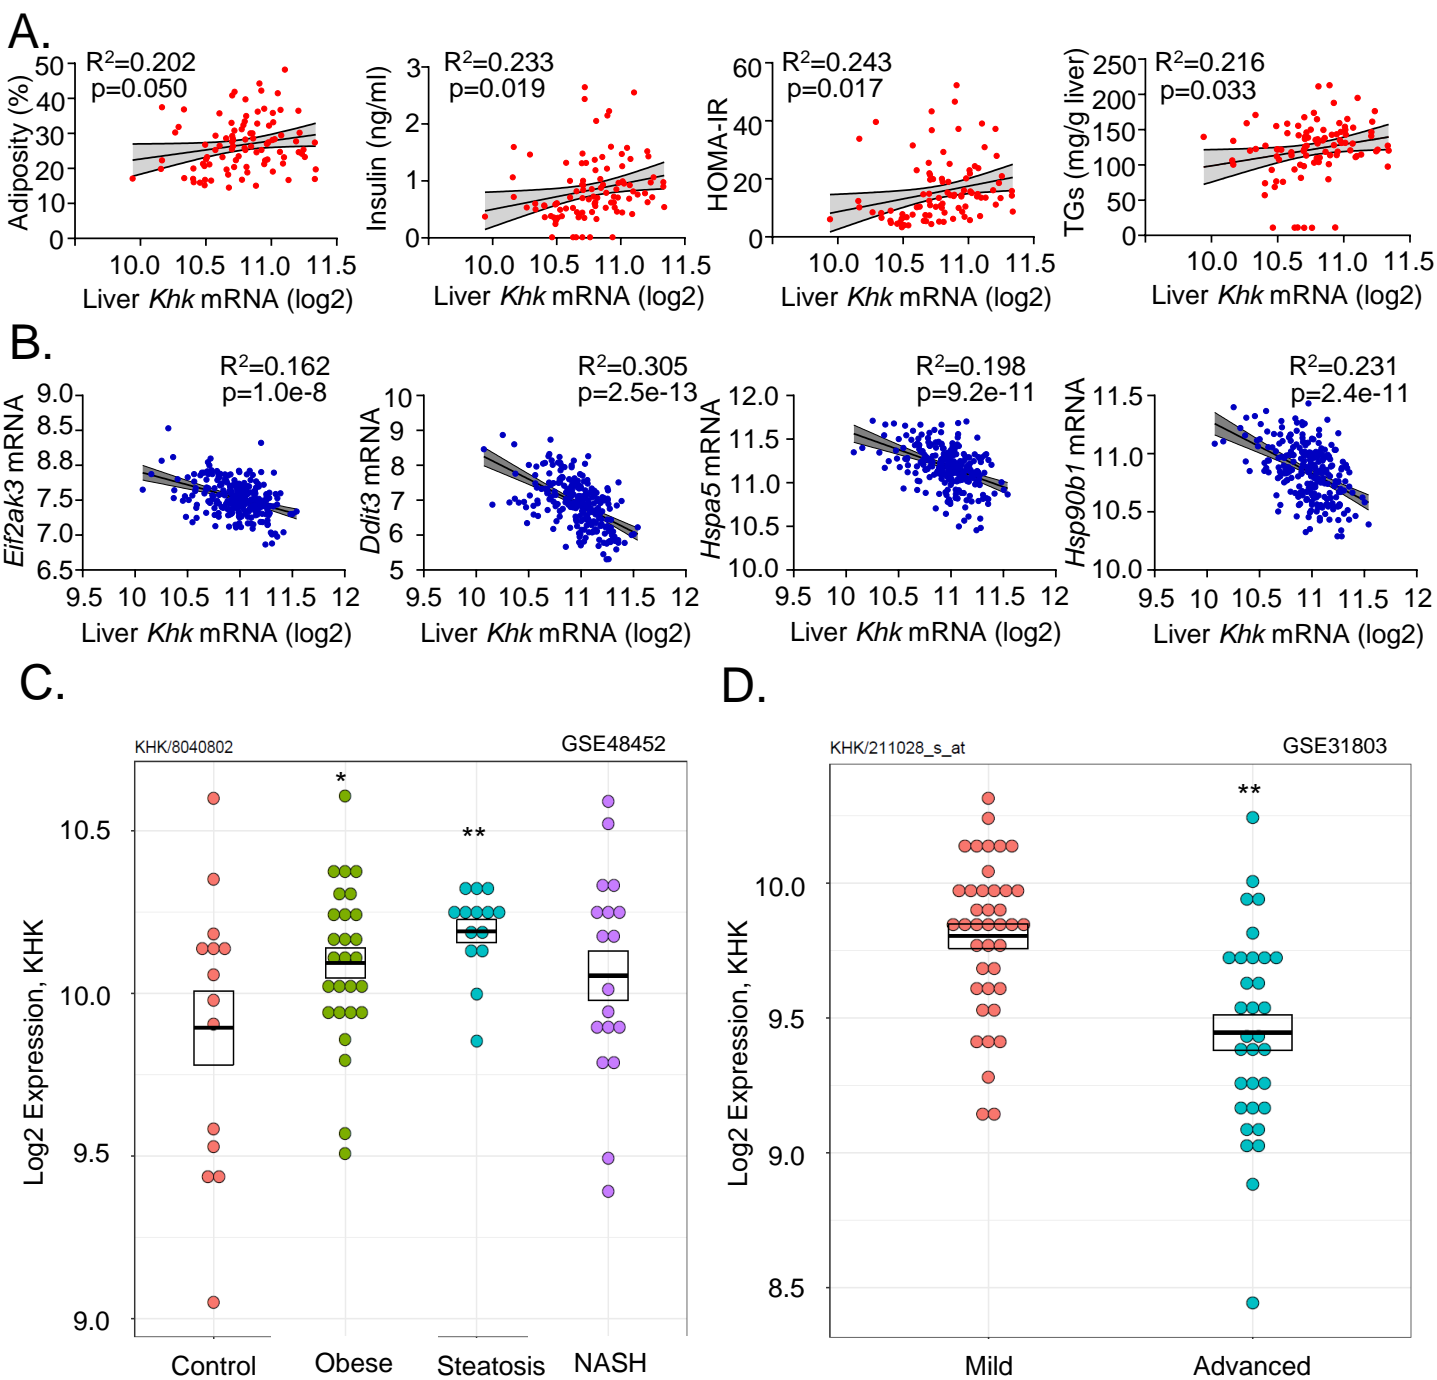 A.
R²=0.202
p=0.050
Adiposity (%)
50
40
30
20
10
0
10.0 10.5 11.0 11.5
Liver Khk mRNA (log2)
R²=0.233
p=0.019
Insulin (ng/ml)
3
2
1
0
10.0 10.5 11.0 11.5
Liver Khk mRNA (log2)
R²=0.243
p=0.017
HOMA-IR
60
40
20
0
10.0 10.5 11.0 11.5
Liver Khk mRNA (log2)
R²=0.216
p=0.033
TGs (mg/g liver)
250
200
150
100
50
0
10.0 10.5 11.0 11.5
Liver Khk mRNA (log2)
B.
R²=0.162
p=1.0e-8
Eif2ak3 mRNA
9.0
8.5
8.8
7.5
7.0
6.5
9.5 10 10.5 11 11.5 12
Liver Khk mRNA (log2)
R²=0.305
p=2.5e-13
Ddit3 mRNA
10
9
8
7
6
5
9.5 10 10.5 11 11.5 12
Liver Khk mRNA (log2)
R²=0.198
p=9.2e-11
Hspa5 mRNA
12.0
11.5
11.0
10.5
10.0
9.5 10 10.5 11 11.5 12
Liver Khk mRNA (log2)
R²=0.231
p=2.4e-11
Hsp90b1 mRNA
11.5
11.0
10.5
10.0
9.5 10 10.5 11 11.5 12
Liver Khk mRNA (log2)
C.
KHK/8040802 GSE48452
Log2 Expression, KHK
10.5
10.0
9.5
9.0
*
**
Control Obese Steatosis NASH
D.
KHK/211028_s_at GSE31803
Log2 Expression, KHK
10.0
9.5
9.0
8.5
**
Mild Advanced